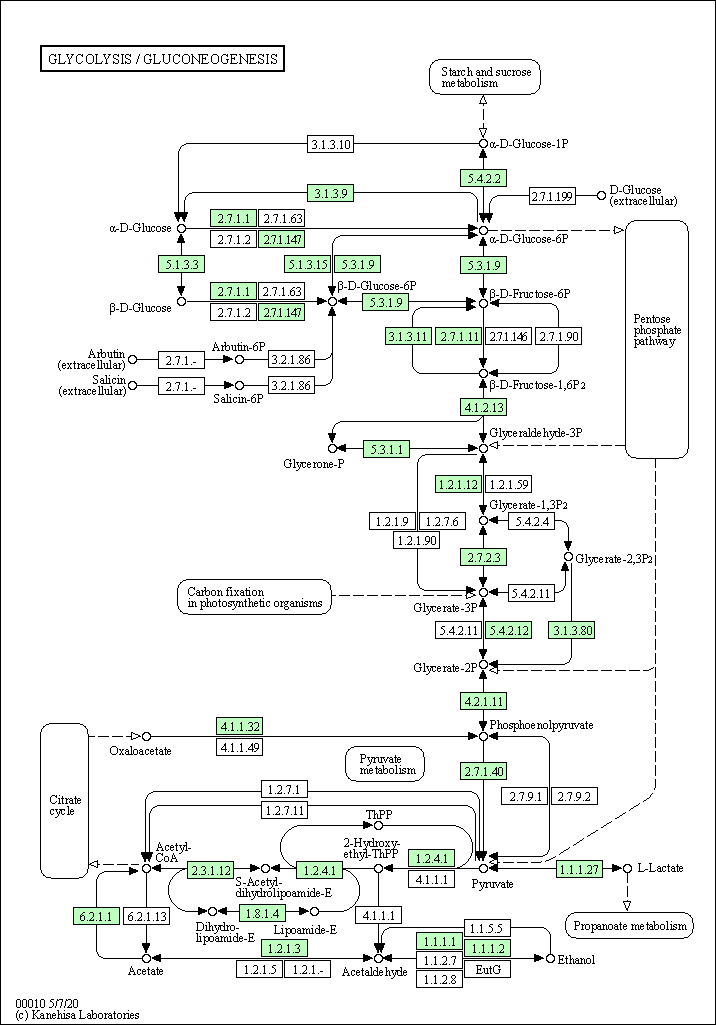 GLYCOLYSIS / GLUCONEOGENESIS
Starch and sucrose
metabolism
3.1.3.10
α-D-Glucose-1P
5.4.2.2
3.1.3.9
2.7.1.199
D-Glucose
(extracellular)
2.7.1.1
2.7.1.63
α-D-Glucose
2.7.1.2
2.7.1.147
α-D-Glucose-6P
5.1.3.3
5.1.3.15
5.3.1.9
5.3.1.9
β-D-Glucose-6P
2.7.1.1
2.7.1.63
β-D-Glucose
2.7.1.2
2.7.1.147
5.3.1.9
β-D-Fructose-6P
Pentose
phosphate
pathway
3.1.3.11
2.7.1.11
2.7.1.146
2.7.1.90
Arbutin
(extracellular)
2.7.1.-
Arbutin-6P
3.2.1.86
Salicin
(extracellular)
2.7.1.-
Salicin-6P
3.2.1.86
β-D-Fructose-1,6P2
4.1.2.13
Glyceraldehyde-3P
5.3.1.1
Glycerone-P
1.2.1.12
1.2.1.59
Glycerate-1,3P2
1.2.1.9
1.2.7.6
5.4.2.4
1.2.1.90
2.7.2.3
Glycerate-2,3P2
Carbon fixation
in photosynthetic organisms
5.4.2.11
Glycerate-3P
5.4.2.11
5.4.2.12
3.1.3.80
Glycerate-2P
4.2.1.11
4.1.1.32
Phosphoenolpyruvate
Oxaloacetate
4.1.1.49
Pyruvate
metabolism
2.7.1.40
Citrate
cycle
1.2.7.1
2.7.9.1
2.7.9.2
1.2.7.11
ThPP
Acetyl-
CoA
2-Hydroxy-
ethyl-ThPP
2.3.1.12
1.2.4.1
1.2.4.1
1.1.1.27
L-Lactate
S-Acetyl-
dihydrolipoamide-E
4.1.1.1
Pyruvate
6.2.1.1
6.2.1.13
1.8.1.4
4.1.1.1
Dihydro-
lipoamide-E
Lipoamide-E
Propanoate metabolism
1.1.5.5
1.2.1.3
1.1.1.1
1.1.1.2
Acetate
1.2.1.5
1.2.1.-
Acetaldehyde
1.1.2.7
EutG
Ethanol
1.1.2.8
00010 5/7/20
(c) Kanehisa Laboratories